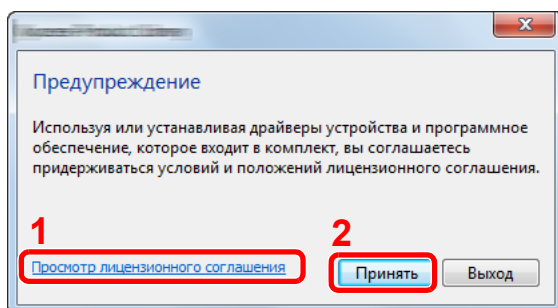 Предупреждение
Используя или устанавливая драйверы устройства и программное
обеспечение, которое входит в комплект, вы соглашаетесь
придерживаться условий и положений лицензионного соглашения.
1
2
Просмотр лицензионного соглашения
Принять
Выход